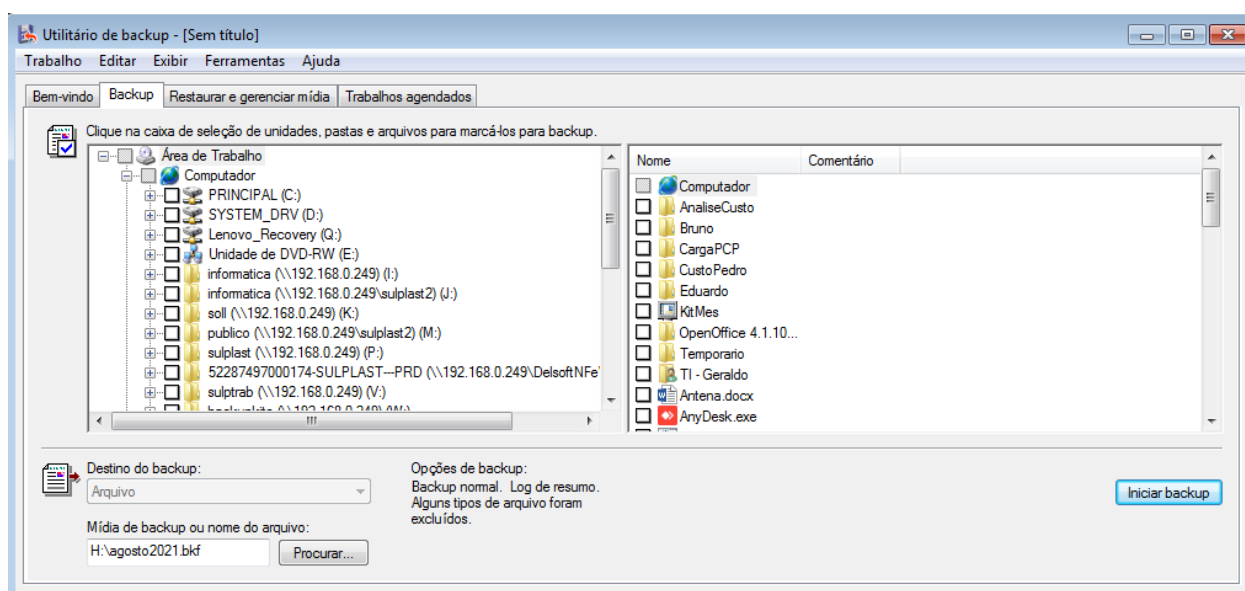 Utilitário de backup - [Sem título]
Trabalho Editar Exibir Ferramentas Ajuda
Bem-vindo Backup Restaurar e gerenciar mídia Trabalhos agendados
Clique na caixa de seleção de unidades, pastas e arquivos para marcá-los para backup.
Área de Trabalho
Computador
PRINCIPAL (C:)
SYSTEM_DRV (D:)
Lenovo_Recovery (Q:)
Unidade de DVD-RW (E:)
informatica (\\192.168.0.249) (I:)
informatica (\\192.168.0.249\sulplast2) (J:)
soll (\\192.168.0.249) (K:)
publico (\\192.168.0.249\sulplast2) (M:)
sulplast (\\192.168.0.249) (P:)
52287497000174-SULPLAST---PRD (\\192.168.0.249\DelsoftNFe
sulptrab (\\192.168.0.249) (V:)
Nome Comentário
Computador
AnaliseCusto
Bruno
CargaPCP
CustoPedro
Eduardo
KitMes
OpenOffice 4.1.10...
Temporario
TI - Geraldo
Antena.docx
AnyDesk.exe
Destino do backup:
Arquivo
Mídia de backup ou nome do arquivo:
H:\agosto2021.bkf Procurar...
Opções de backup:
Backup normal. Log de resumo.
Alguns tipos de arquivo foram
excluídos.
Iniciar backup